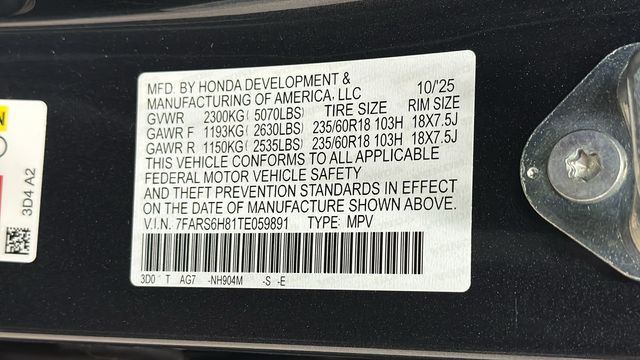 MFD. BY HONDA DEVELOPMENT & 10/'25
MANUFACTURING OF AMERICA, LLC
GVWR 2300KG ( 5070LBS) TIRE SIZE RIM SIZE
GAWR F 1193KG ( 2630LBS) 235/60R18 103H 18X7.5J
GAWR R 1150KG ( 2535LBS) 235/60R18 103H 18X7.5J
THIS VEHICLE CONFORMS TO ALL APPLICABLE
FEDERAL MOTOR VEHICLE SAFETY
AND THEFT PREVENTION STANDARDS IN EFFECT
ON THE DATE OF MANUFACTURE SHOWN ABOVE.
V.I.N. 7FARS6H81TE059891 TYPE: MPV
3D0 T AG7 -NH904M -S -E
3D4 A2